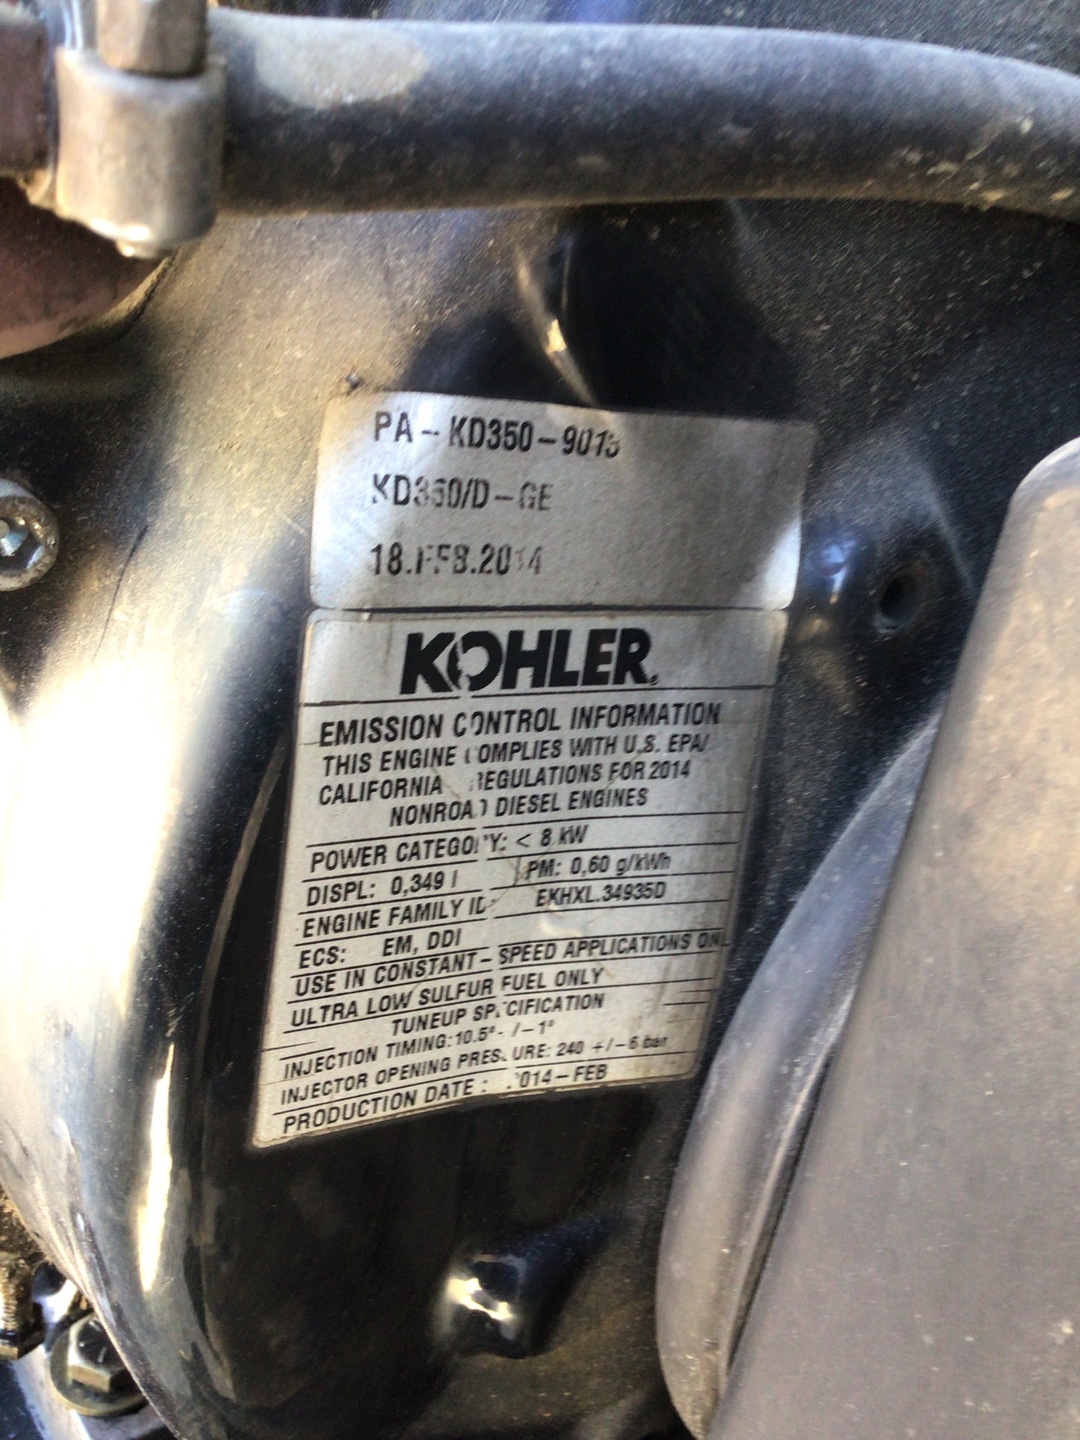 PA-KD350-9013
KD350/D-GE
18.FEB.2014
KOHLER.
EMISSION CONTROL INFORMATION
THIS ENGINE COMPLIES WITH U.S. EPA/
CALIFORNIA REGULATIONS FOR 2014
NONROAD DIESEL ENGINES
POWER CATEGORY: < 8 kW
DISPL: 0,349 l PM: 0,60 g/kWh
ENGINE FAMILY ID: EKHXL.34935D
ECS: EM, DDI
USE IN CONSTANT-SPEED APPLICATIONS ONL
ULTRA LOW SULFUR FUEL ONLY
TUNEUP SPECIFICATION
INJECTION TIMING: 10.5° - /-1°
INJECTOR OPENING PRESSURE: 240 +/-6 bar
PRODUCTION DATE: 2014-FEB